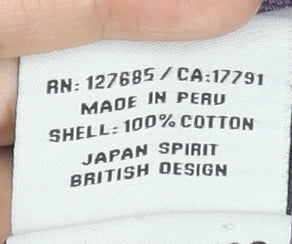 RN: 127685 / CA:17791
MADE IN PERU
SHELL: 100% COTTON
JAPAN SPIRIT
BRITISH DESIGN